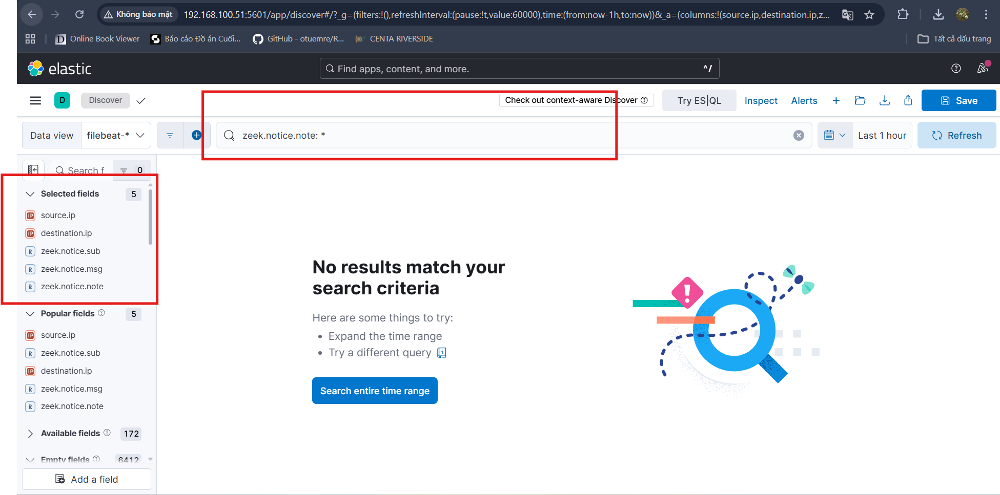 Không bảo mật 192.168.100.51:5601/app/discover#/?_g=(filters:!(),refreshInterval:(pause:!t,value:60000),time:(from:now-1h,to:now))&_a=(columns:!(source.ip,destination.ip,z...
Online Book Viewer Báo cáo Đồ án Cuối... GitHub - otuemre/R... CENTA RIVERSIDE Tất cả dấu trang
elastic Find apps, content, and more. ^/
D Discover Check out context-aware Discover Try ES|QL Inspect Alerts Save
Data view filebeat-* zeek.notice.note: * Last 1 hour Refresh
Search f 0
Selected fields 5
source.ip
destination.ip
zeek.notice.sub
zeek.notice.msg
zeek.notice.note
Popular fields 5
source.ip
zeek.notice.sub
destination.ip
zeek.notice.msg
zeek.notice.note
Available fields 172
Empty fields 6412
Add a field
No results match your
search criteria
Here are some things to try:
Expand the time range
Try a different query
Search entire time range